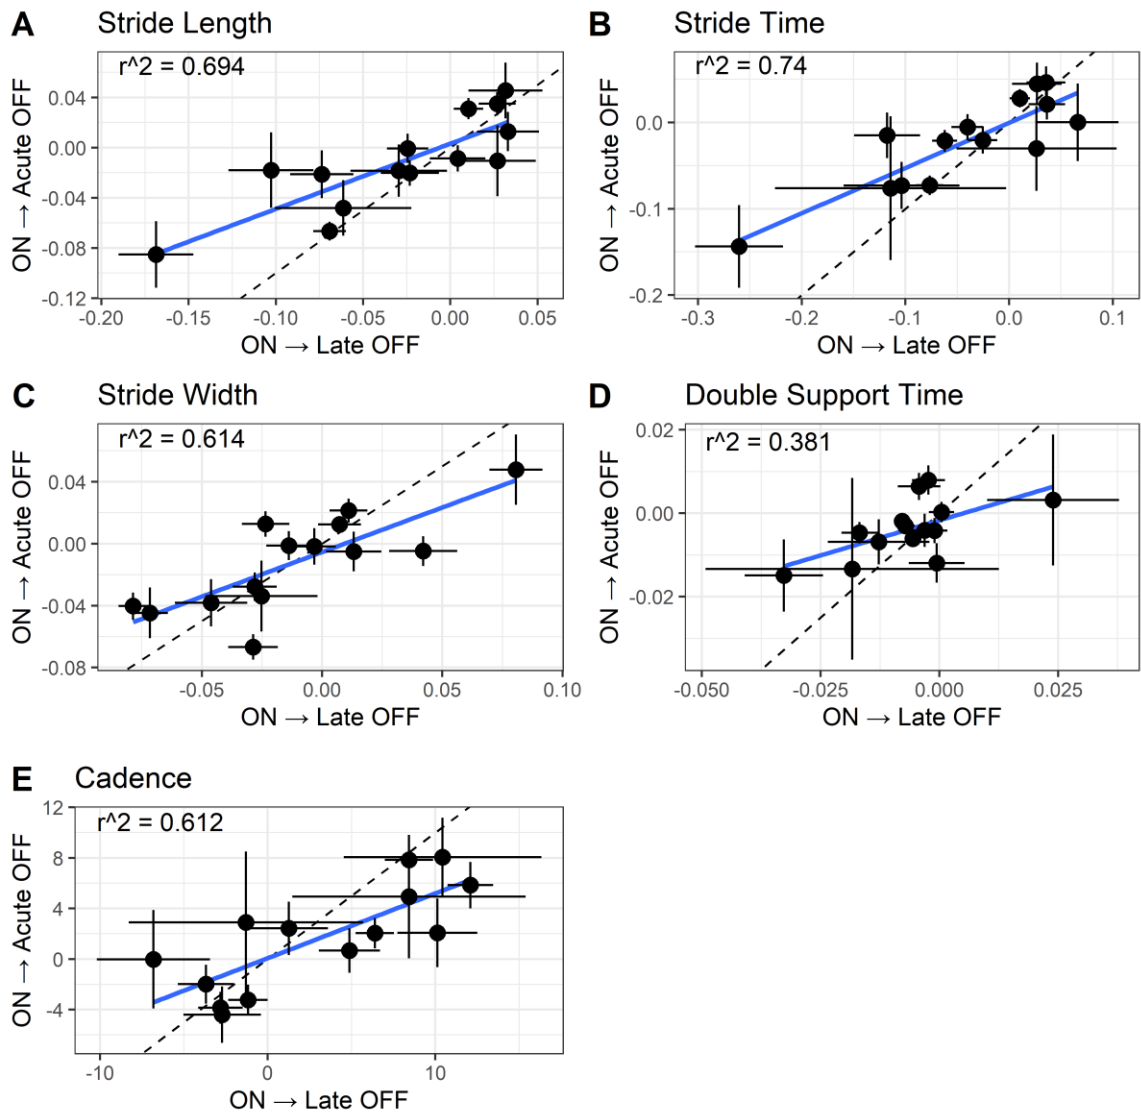 A Stride Length
r^2 = 0.694
ON → Acute OFF
0.04
0.00
-0.04
-0.08
-0.12
-0.20 -0.15 -0.10 -0.05 0.00 0.05
ON → Late OFF
B Stride Time
r^2 = 0.74
ON → Acute OFF
0.0
-0.1
-0.2
-0.3 -0.2 -0.1 0.0 0.1
ON → Late OFF
C Stride Width
r^2 = 0.614
ON → Acute OFF
0.04
0.00
-0.04
-0.08
-0.05 0.00 0.05 0.10
ON → Late OFF
D Double Support Time
r^2 = 0.381
ON → Acute OFF
0.02
0.00
-0.02
-0.050 -0.025 0.000 0.025
ON → Late OFF
E Cadence
r^2 = 0.612
ON → Acute OFF
12
8
4
0
-4
-10 0 10
ON → Late OFF